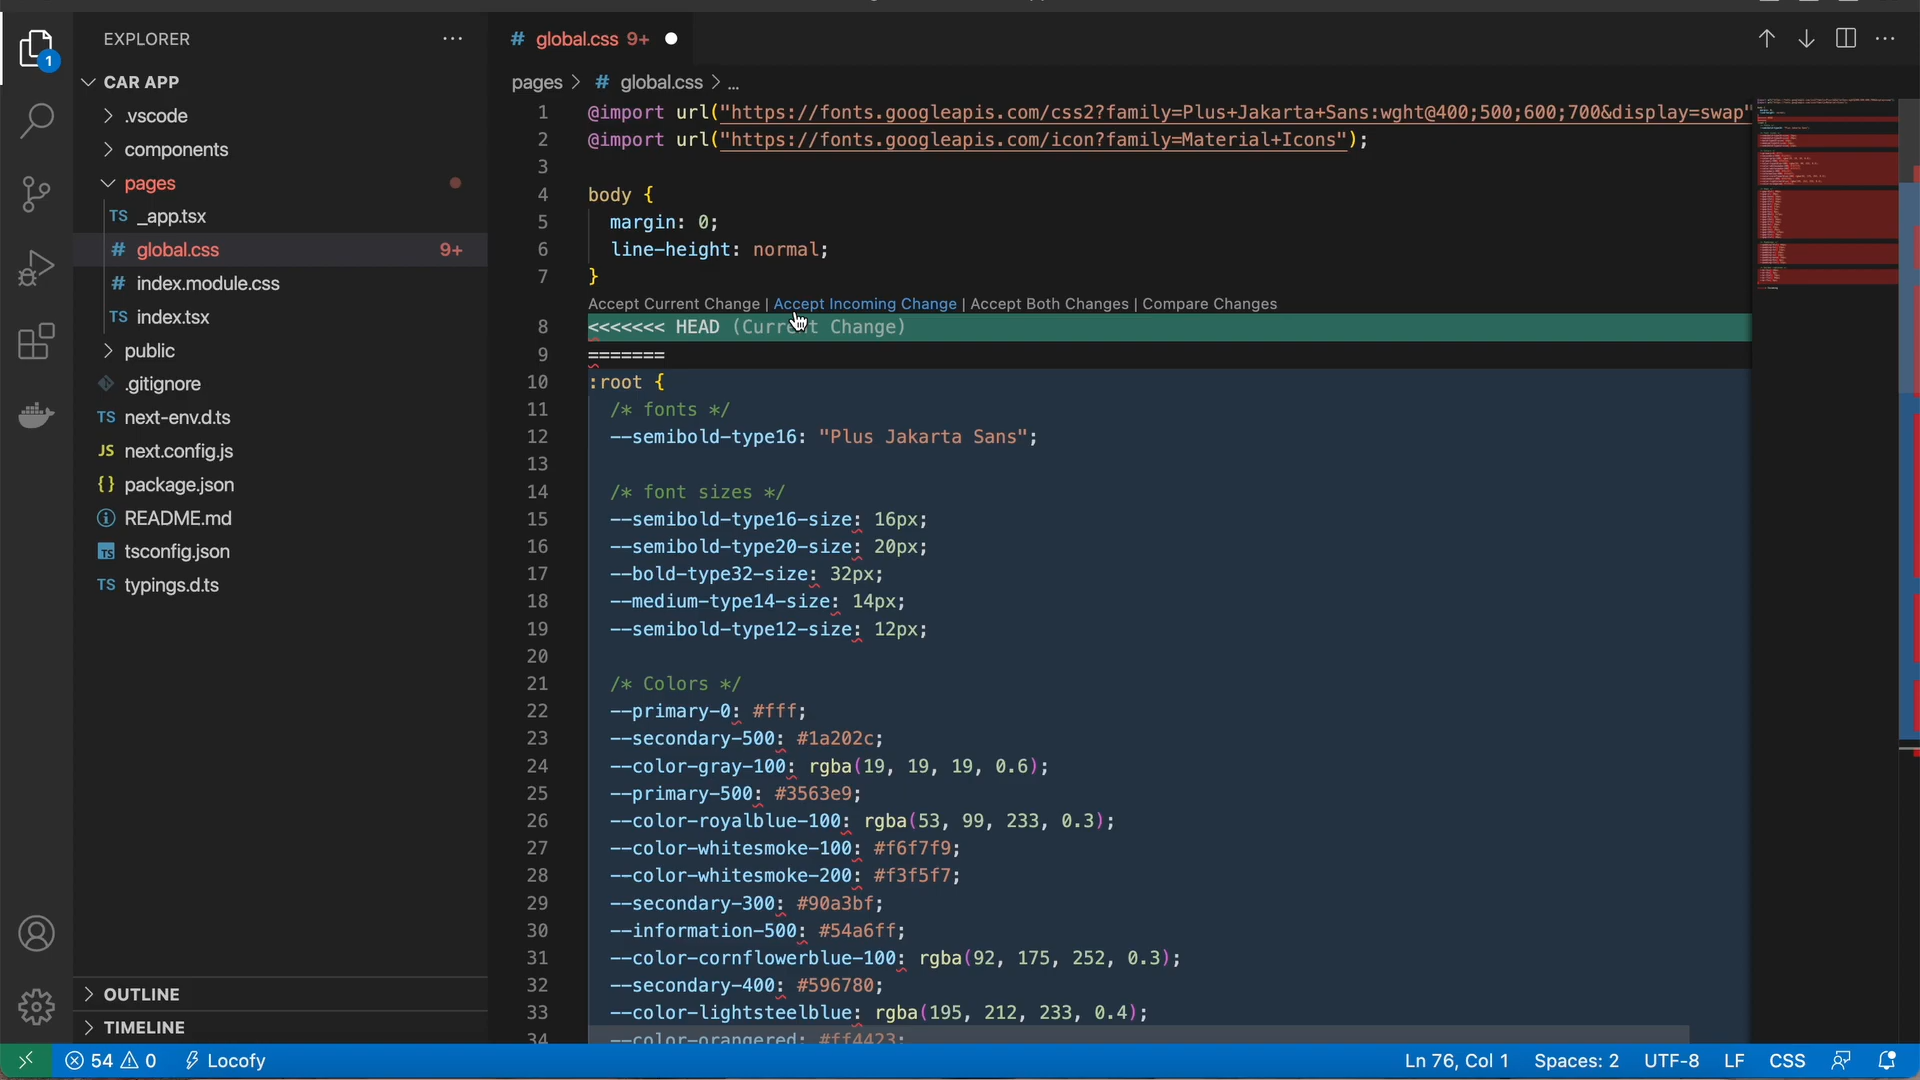 EXPLORER
CAR APP
.vscode
components
pages
_app.tsx
global.css 9+
index.module.css
index.tsx
public
.gitignore
next-env.d.ts
next.config.js
package.json
README.md
tsconfig.json
typings.d.ts
OUTLINE
TIMELINE
# global.css 9+
pages > # global.css > ...
1 @import url("https://fonts.googleapis.com/css2?family=Plus+Jakarta+Sans:wght@400;500;600;700&display=swap"
2 @import url("https://fonts.googleapis.com/icon?family=Material+Icons");
3
4 body {
5 margin: 0;
6 line-height: normal;
7 }
Accept Current Change | Accept Incoming Change | Accept Both Changes | Compare Changes
8 <<<<<<< HEAD (Current Change)
9 =======
10 :root {
11 /* fonts */
12 --semibold-type16: "Plus Jakarta Sans";
13
14 /* font sizes */
15 --semibold-type16-size: 16px;
16 --semibold-type20-size: 20px;
17 --bold-type32-size: 32px;
18 --medium-type14-size: 14px;
19 --semibold-type12-size: 12px;
20
21 /* Colors */
22 --primary-0: #fff;
23 --secondary-500: #1a202c;
24 --color-gray-100: rgba(19, 19, 19, 0.6);
25 --primary-500: #3563e9;
26 --color-royalblue-100: rgba(53, 99, 233, 0.3);
27 --color-whitesmoke-100: #f6f7f9;
28 --color-whitesmoke-200: #f3f5f7;
29 --secondary-300: #90a3bf;
30 --information-500: #54a6ff;
31 --color-cornflowerblue-100: rgba(92, 175, 252, 0.3);
32 --secondary-400: #596780;
33 --color-lightsteelblue: rgba(195, 212, 233, 0.4);
34 --color-orangered: #ff4423;
54 0 Locofy
Ln 76, Col 1 Spaces: 2 UTF-8 LF CSS